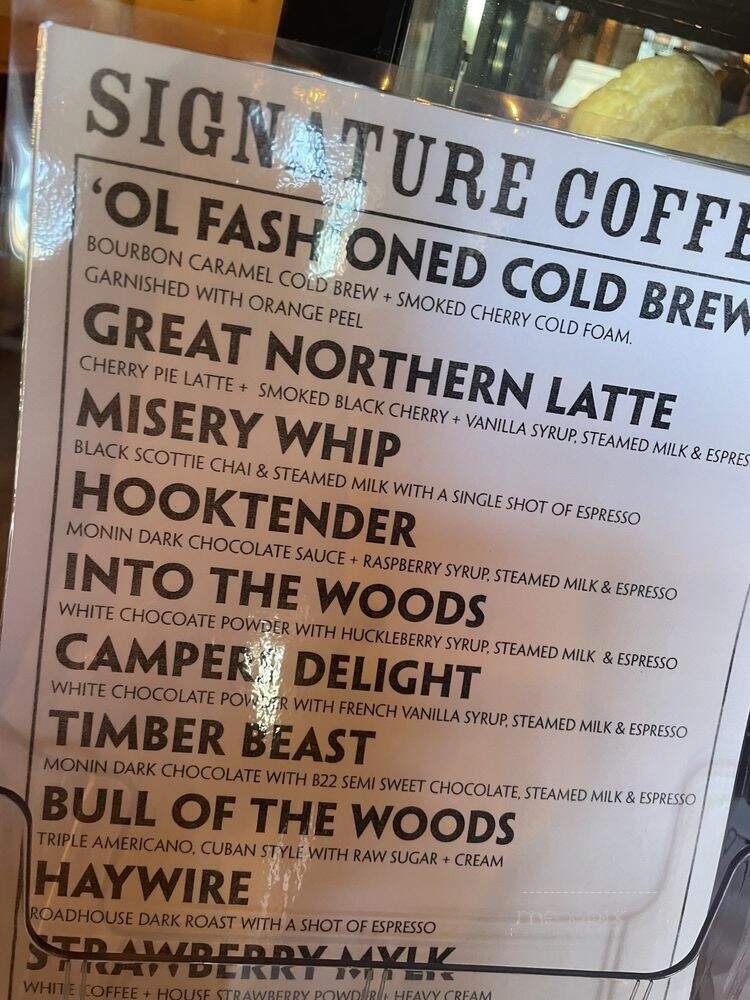 SIGNATURE COFFE
'OL FASHIONED COLD BREW
BOURBON CARAMEL COLD BREW + SMOKED CHERRY COLD FOAM.
GARNISHED WITH ORANGE PEEL
GREAT NORTHERN LATTE
CHERRY PIE LATTE + SMOKED BLACK CHERRY + VANILLA SYRUP, STEAMED MILK & ESPRES
MISERY WHIP
BLACK SCOTTIE CHAI & STEAMED MILK WITH A SINGLE SHOT OF ESPRESSO
HOOKTENDER
MONIN DARK CHOCOLATE SAUCE + RASPBERRY SYRUP, STEAMED MILK & ESPRESSO
INTO THE WOODS
WHITE CHOCOATE POWDER WITH HUCKLEBERRY SYRUP, STEAMED MILK & ESPRESSO
CAMPERS DELIGHT
WHITE CHOCOLATE POWDER WITH FRENCH VANILLA SYRUP, STEAMED MILK & ESPRESSO
TIMBER BEAST
MONIN DARK CHOCOLATE WITH B22 SEMI SWEET CHOCOLATE, STEAMED MILK & ESPRESSO
BULL OF THE WOODS
TRIPLE AMERICANO, CUBAN STYLE WITH RAW SUGAR + CREAM
HAYWIRE
ROADHOUSE DARK ROAST WITH A SHOT OF ESPRESSO
STRAWBERRY MYLK
WHITE COFFEE + HOUSE STRAWBERRY POWDER + HEAVY CREAM